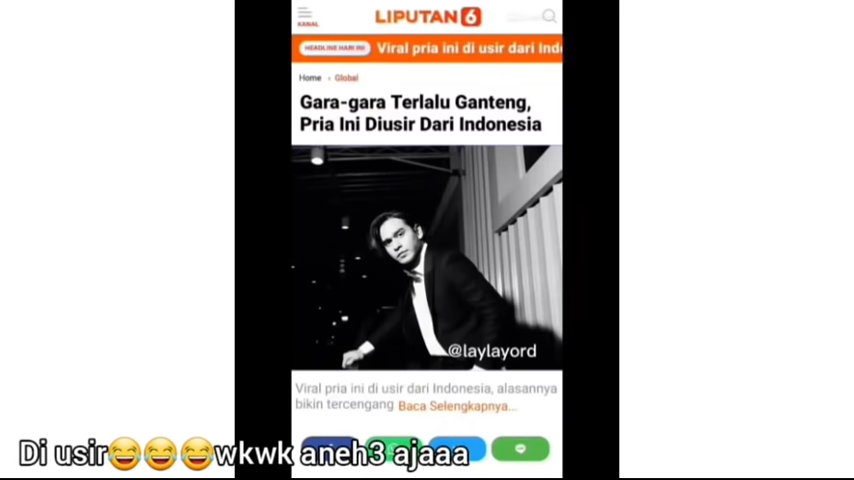 KANAL
LIPUTAN 6
HEADLINE HARI INI
Viral pria ini di usir dari Ind
Home › Global
Gara-gara Terlalu Ganteng,
Pria Ini Diusir Dari Indonesia
@laylayord
Viral pria ini di usir dari Indonesia, alasannya
bikin tercengang Baca Selengkapnya...
Di usir😂😂😂wkwk aneh3 ajaaa